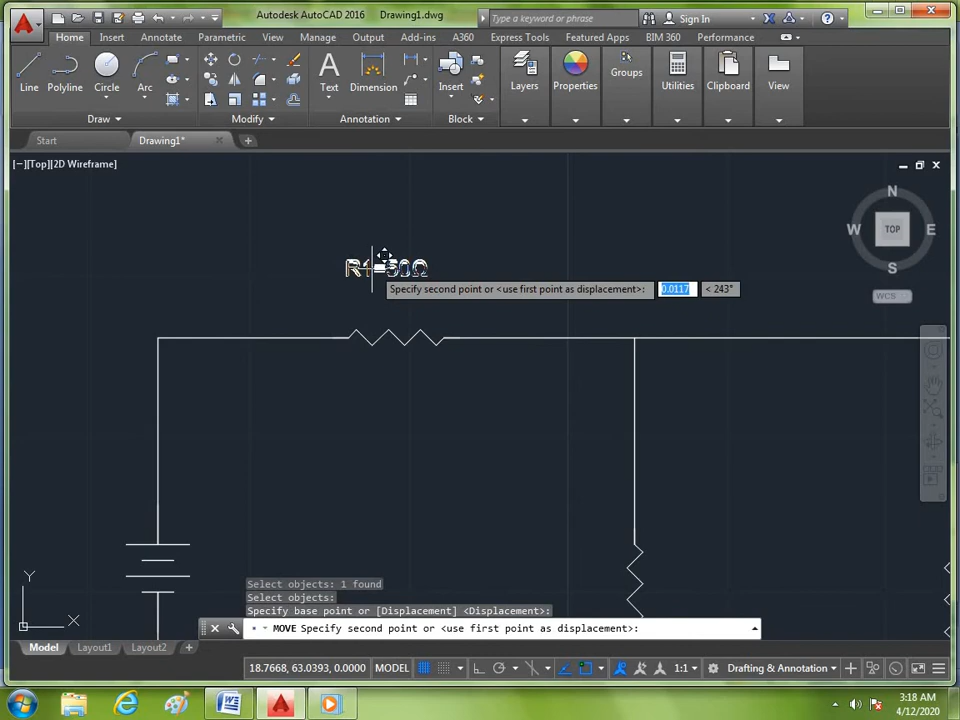 Autodesk AutoCAD 2016 Drawing1.dwg
Type a keyword or phrase
Sign In
Home Insert Annotate Parametric View Manage Output Add-ins A360 Express Tools Featured Apps BIM 360 Performance
Line Polyline Circle Arc Text Dimension Insert Layers Properties Groups Utilities Clipboard View
Draw Modify Annotation Block
Start Drawing1*
[−][Top][2D Wireframe]
N
W TOP E
S
WCS
R1=50Ω
Specify second point or <use first point as displacement>: 0.0117 < 243°
Y
X
Select objects: 1 found
Select objects:
Specify base point or [Displacement] <Displacement>:
MOVE Specify second point or <use first point as displacement>:
Model Layout1 Layout2
18.7668, 63.0393, 0.0000 MODEL 1:1 Drafting & Annotation
3:18 AM
4/12/2020